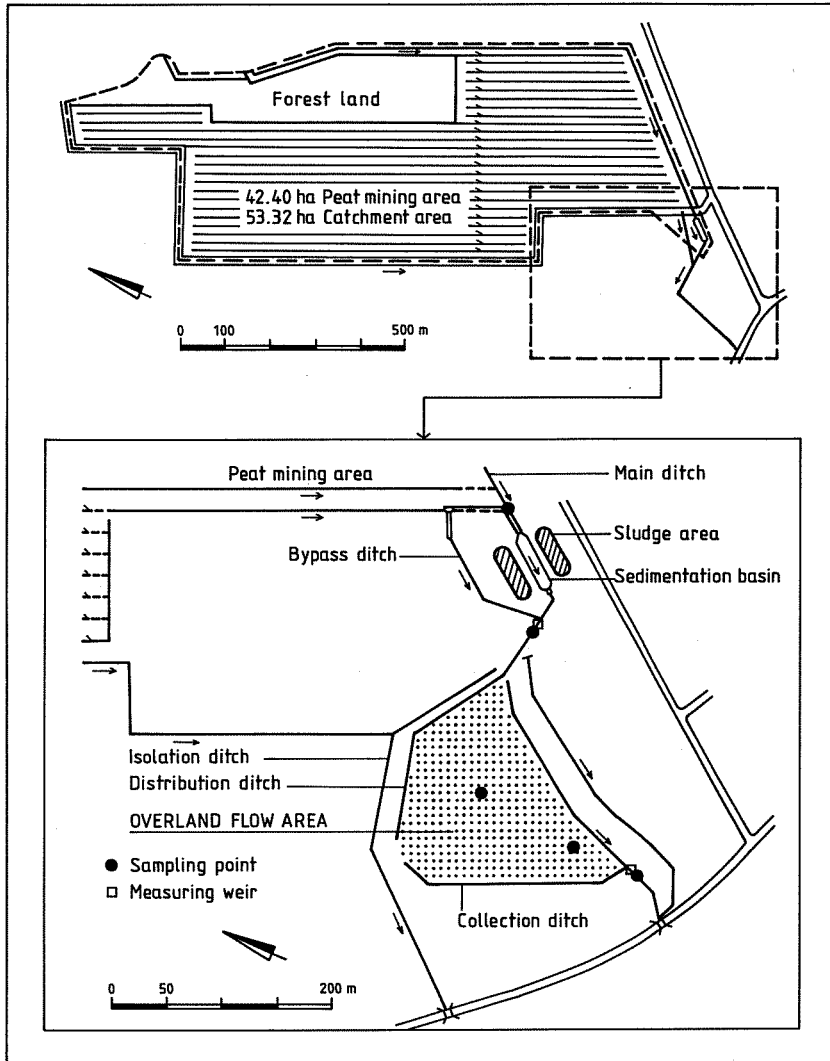 Forest land
42.40 ha Peat mining area
53.32 ha Catchment area
0 100 500 m
Peat mining area
Main ditch
Sludge area
Bypass ditch
Sedimentation basin
Isolation ditch
Distribution ditch
OVERLAND FLOW AREA
Sampling point
Measuring weir
Collection ditch
0 50 100 200 m